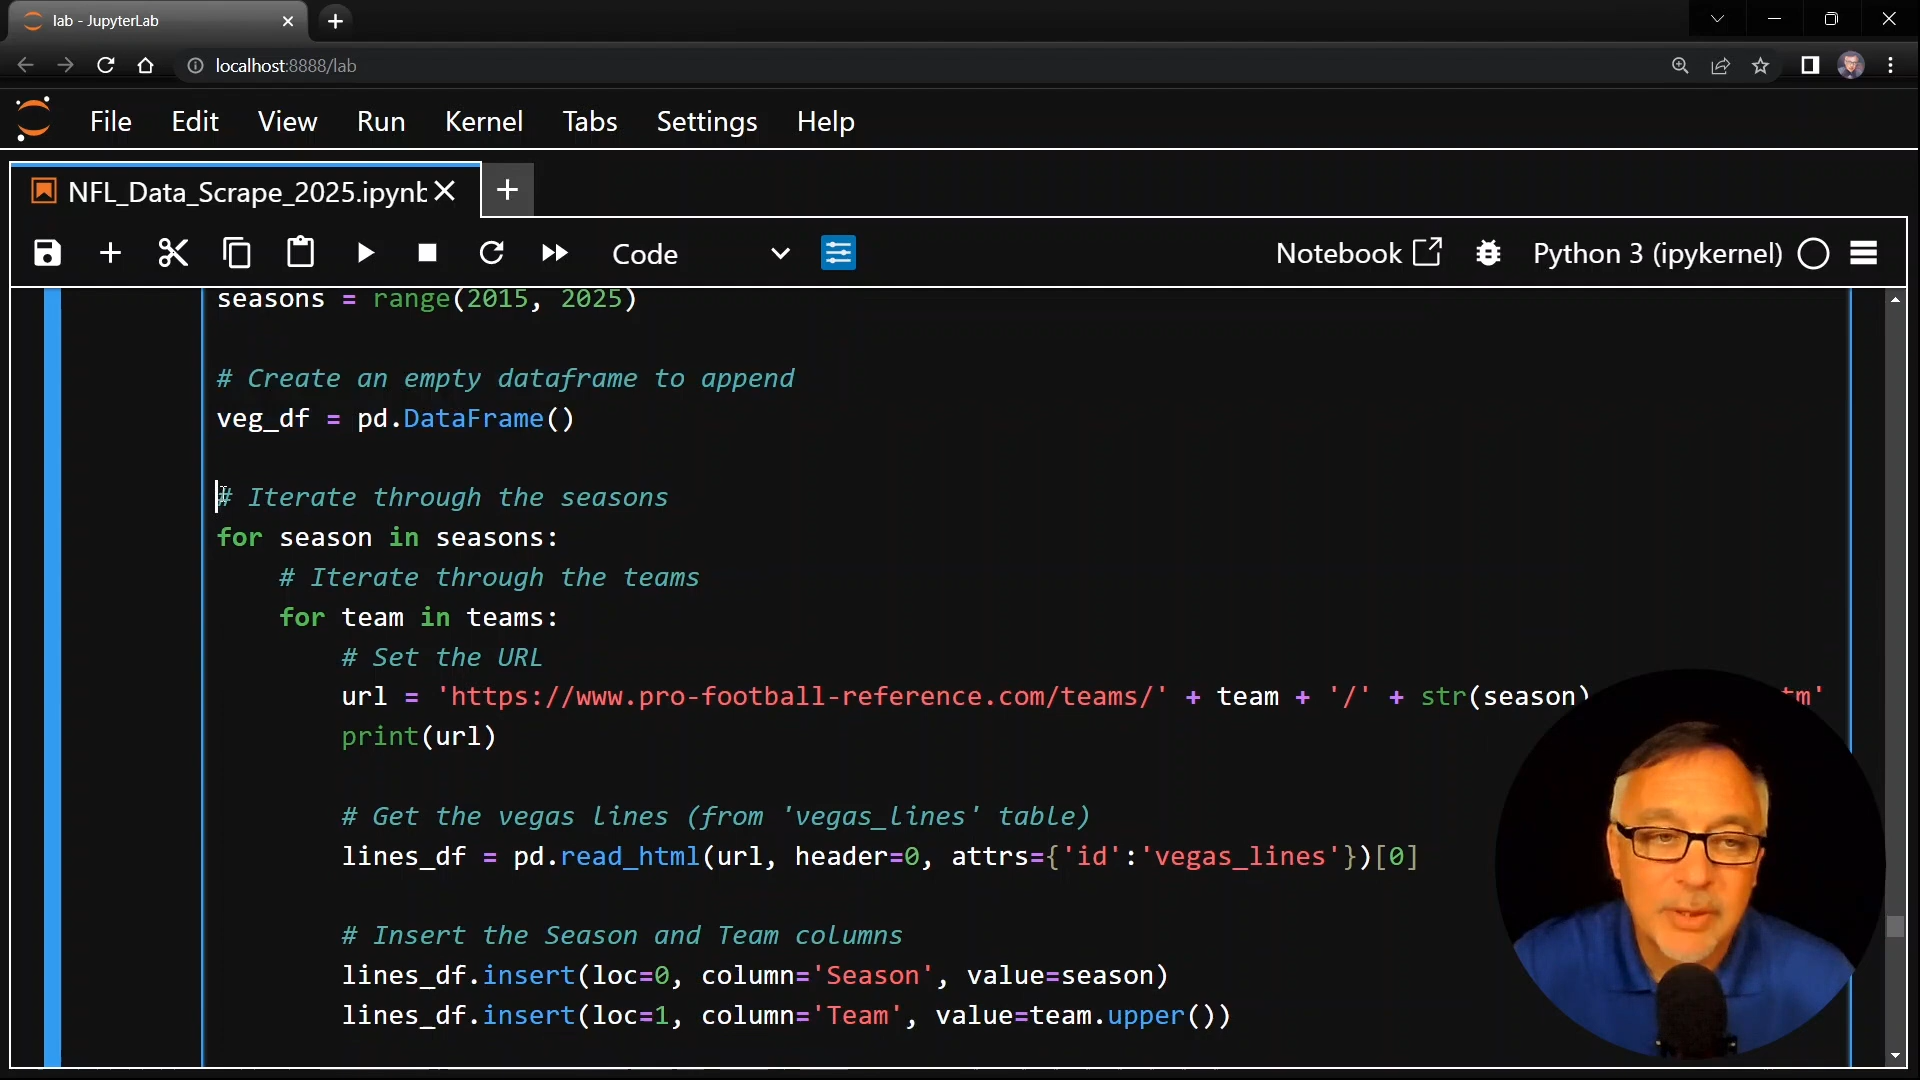 lab - JupyterLab
localhost:8888/lab
File Edit View Run Kernel Tabs Settings Help
NFL_Data_Scrape_2025.ipynb
Code Notebook Python 3 (ipykernel)
seasons = range(2015, 2025)
# Create an empty dataframe to append
veg_df = pd.DataFrame()
# Iterate through the seasons
for season in seasons:
# Iterate through the teams
for team in teams:
# Set the URL
url = 'https://www.pro-football-reference.com/teams/' + team + '/' + str(season) tm'
print(url)
# Get the vegas lines (from 'vegas_lines' table)
lines_df = pd.read_html(url, header=0, attrs={'id':'vegas_lines'})[0]
# Insert the Season and Team columns
lines_df.insert(loc=0, column='Season', value=season)
lines_df.insert(loc=1, column='Team', value=team.upper())